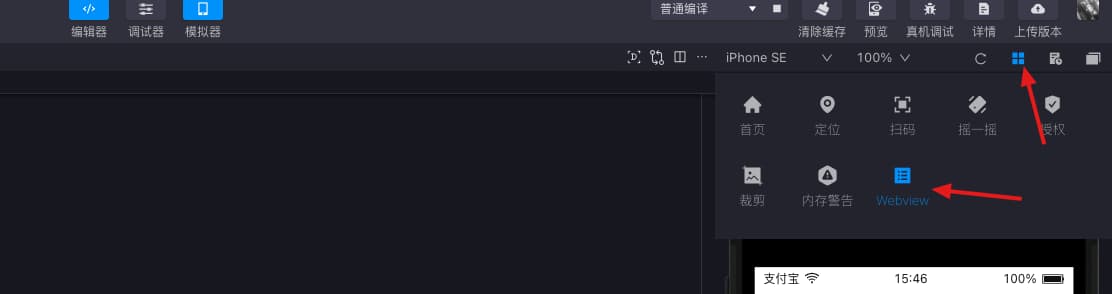 普通编译
编辑器 调试器 模拟器 清除缓存 预览 真机调试 详情 上传版本
iPhone SE 100%
首页 定位 扫码 摇一摇 授权
裁剪 内存警告 Webview
支付宝 15:46 100%